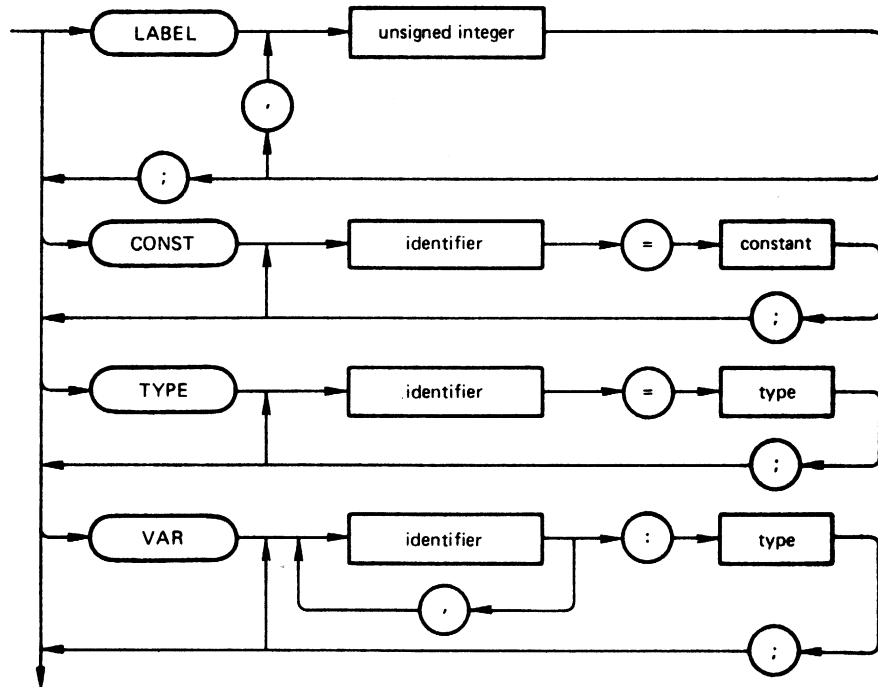 LABEL unsigned integer
,
;
CONST identifier = constant
;
TYPE identifier = type
;
VAR identifier : type
,
;